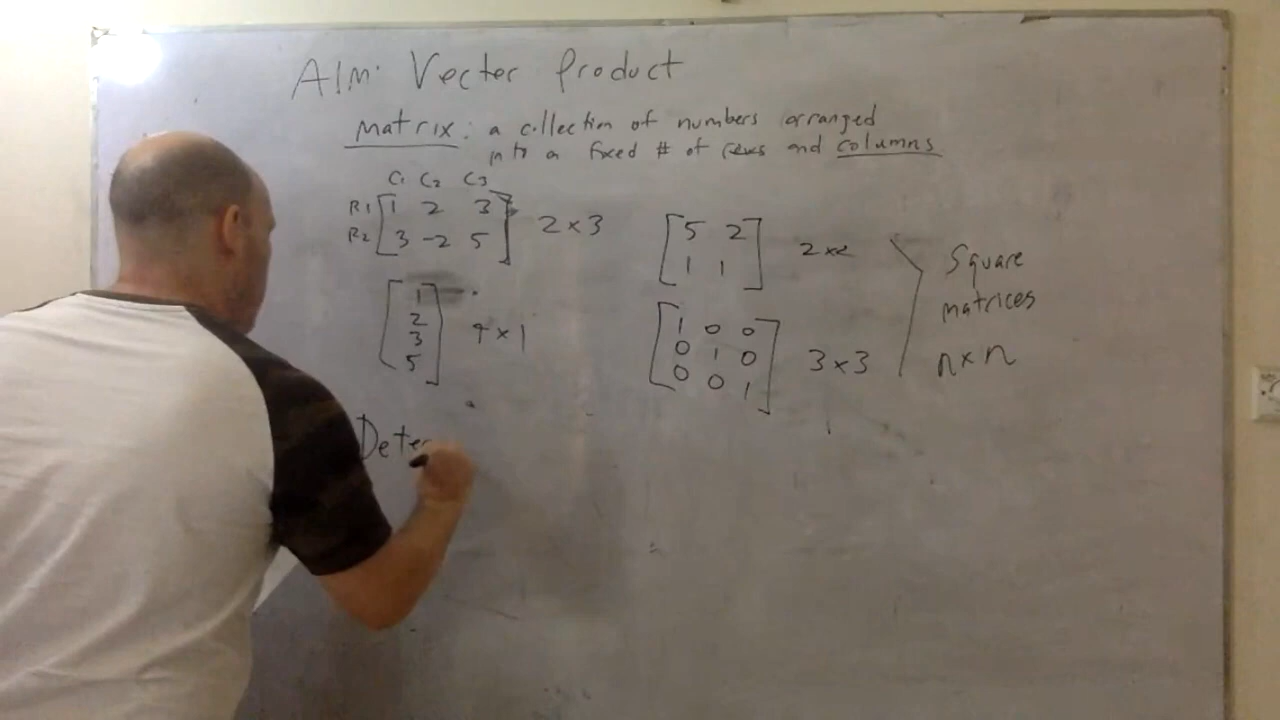 AIM: Vector Product
matrix: a collection of numbers arranged
into a fixed # of rows and columns
C1 C2 C3
R1 1 2 3
R2 3 -2 5
2 x 3
5 2
1 1
2 x 2
1
2
3
5
4 x 1
1 0 0
0 1 0
0 0 1
3 x 3
Square
matrices
n x n
Deter